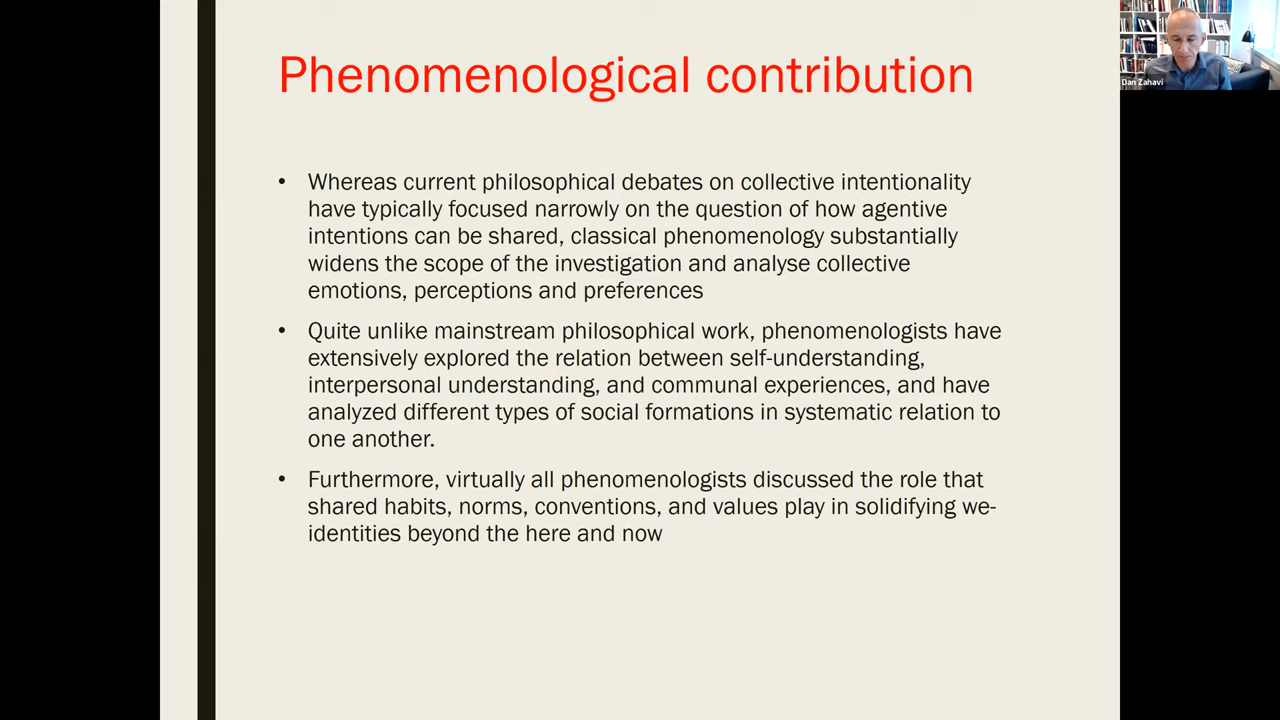 Phenomenological contribution
Dan Zahavi
• Whereas current philosophical debates on collective intentionality
have typically focused narrowly on the question of how agentive
intentions can be shared, classical phenomenology substantially
widens the scope of the investigation and analyse collective
emotions, perceptions and preferences
• Quite unlike mainstream philosophical work, phenomenologists have
extensively explored the relation between self-understanding,
interpersonal understanding, and communal experiences, and have
analyzed different types of social formations in systematic relation to
one another.
• Furthermore, virtually all phenomenologists discussed the role that
shared habits, norms, conventions, and values play in solidifying we-
identities beyond the here and now